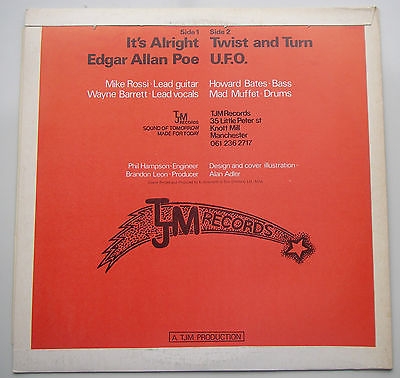 Side 1
It's Alright
Edgar Allan Poe
Side 2
Twist and Turn
U.F.O.
Mike Rossi · Lead guitar
Wayne Barrett · Lead vocals
Howard Bates · Bass
Mad Muffet · Drums
TJM
RECORDS
SOUND OF TOMORROW
MADE FOR TODAY
TJM Records
35 Little Peter st
Knott Mill
Manchester
061 236 2717
Phil Hampson · Engineer
Brandon Leon · Producer
Design and cover illustration ·
Alan Adler
TJM RECORDS
A TJM PRODUCTION